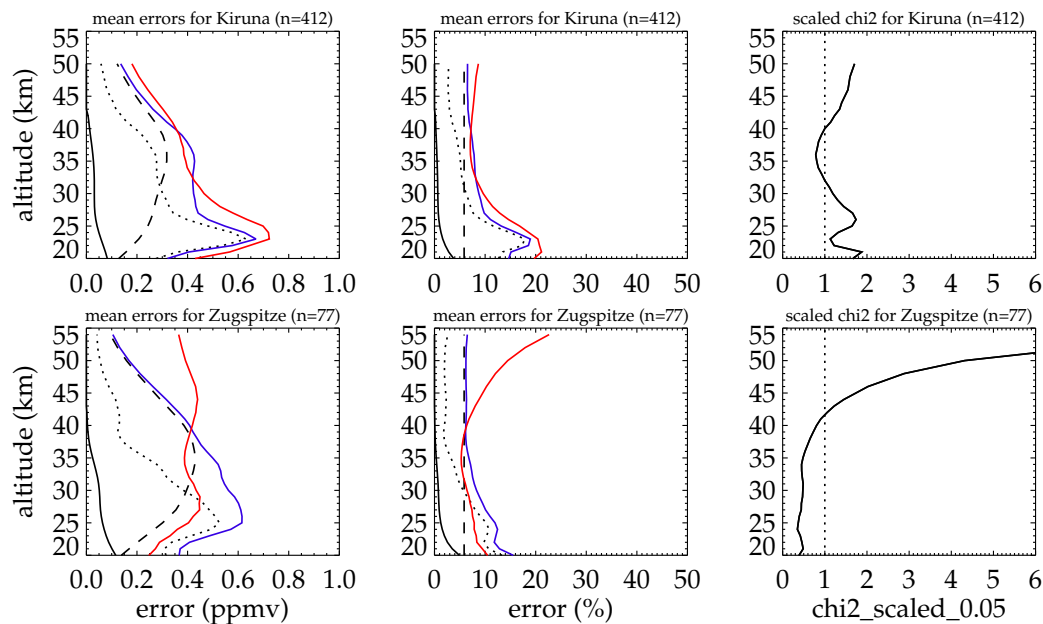 mean errors for Kiruna (n=412)
mean errors for Kiruna (n=412)
scaled chi2 for Kiruna (n=412)
altitude (km)
55
50
45
40
35
30
25
20
0.0 0.2 0.4 0.6 0.8 1.0
55
50
45
40
35
30
25
20
0 10 20 30 40 50
55
50
45
40
35
30
25
20
0 1 2 3 4 5 6
mean errors for Zugspitze (n=77)
mean errors for Zugspitze (n=77)
scaled chi2 for Zugspitze (n=77)
altitude (km)
55
50
45
40
35
30
25
20
0.0 0.2 0.4 0.6 0.8 1.0
error (ppmv)
55
50
45
40
35
30
25
20
0 10 20 30 40 50
error (%)
55
50
45
40
35
30
25
20
0 1 2 3 4 5 6
chi2_scaled_0.05